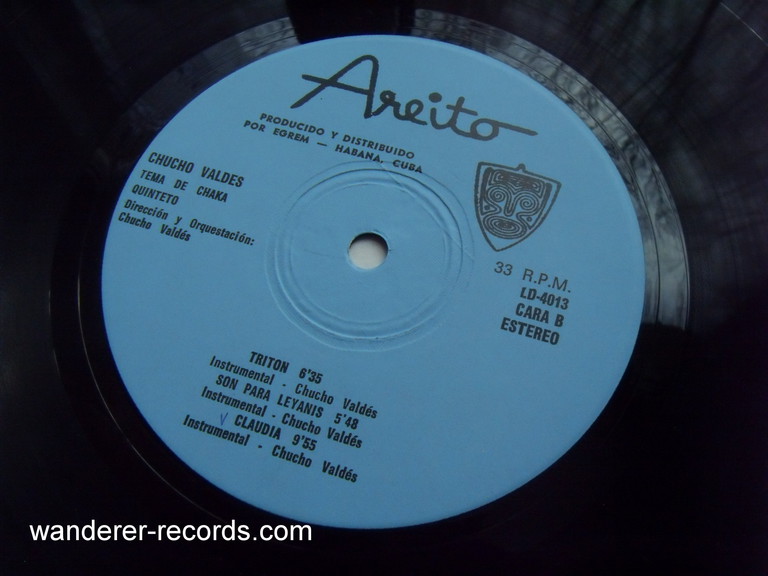 Areito
PRODUCIDO Y DISTRIBUIDO
POR EGREM — HABANA, CUBA
CHUCHO VALDES
TEMA DE CHAKA
QUINTETO
Dirección y Orquestación:
Chucho Valdés
33 R.P.M.
LD-4013
CARA B
ESTEREO
TRITON 6'35
Instrumental - Chucho Valdés
SON PARA LEYANIS 5'48
Instrumental - Chucho Valdés
V CLAUDIA 9'55
Instrumental - Chucho Valdés
wanderer-records.com